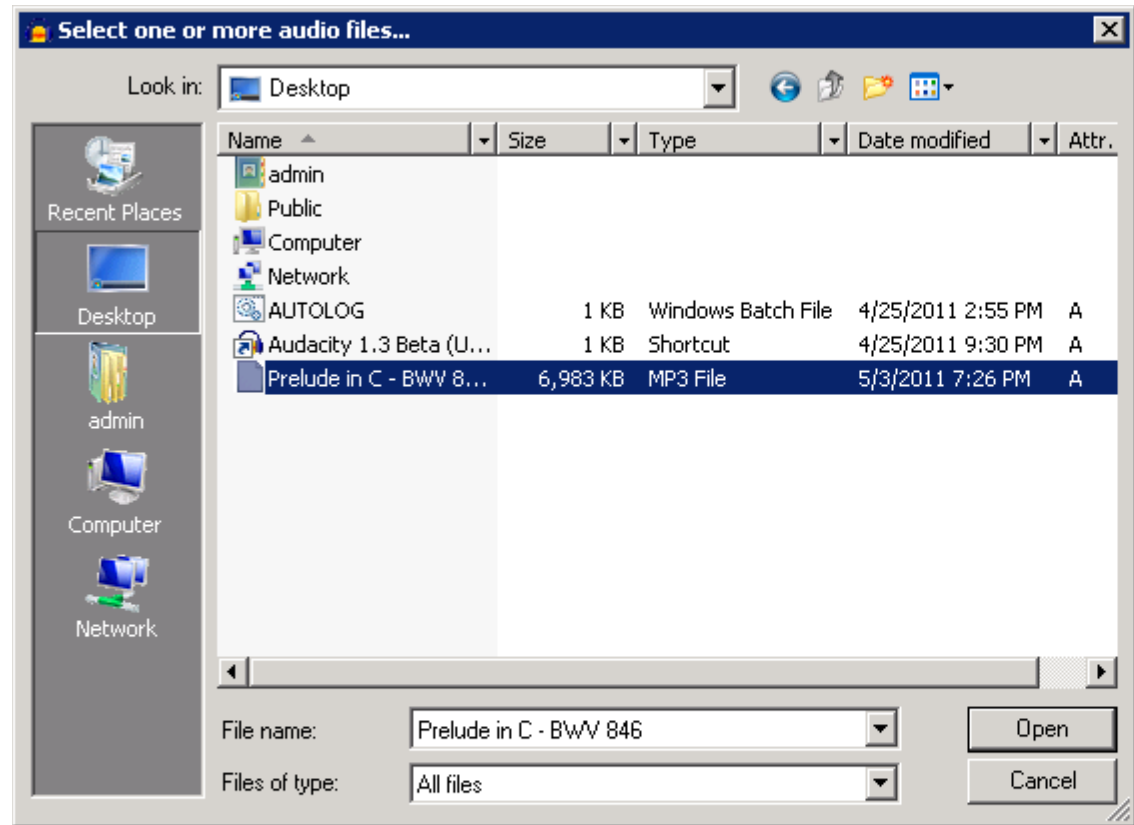 Select one or more audio files...
Look in: Desktop
Name Size Type Date modified Attr.
admin
Public
Computer
Network
AUTOLOG 1 KB Windows Batch File 4/25/2011 2:55 PM A
Audacity 1.3 Beta (U... 1 KB Shortcut 4/25/2011 9:30 PM A
Prelude in C - BWV 8... 6,983 KB MP3 File 5/3/2011 7:26 PM A
Recent Places
Desktop
admin
Computer
Network
File name: Prelude in C - BWV 846 Open
Files of type: All files Cancel